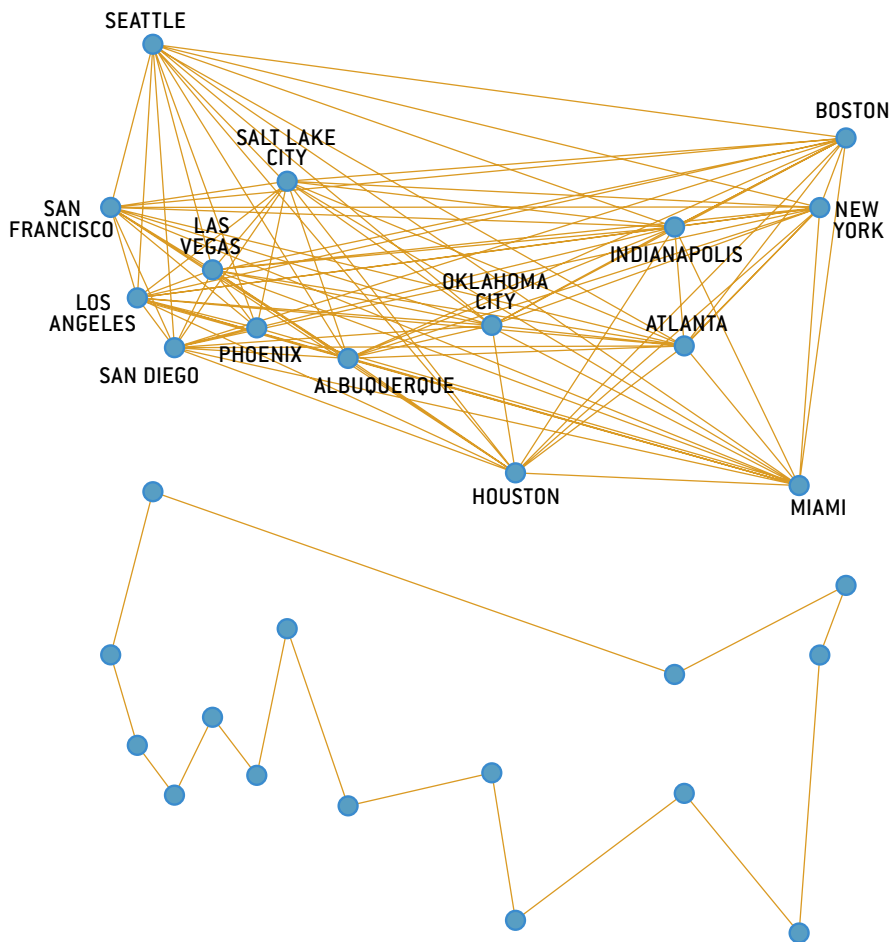 SEATTLE
BOSTON
SALT LAKE
CITY
SAN
FRANCISCO
LAS
VEGAS
NEW
YORK
INDIANAPOLIS
OKLAHOMA
CITY
LOS
ANGELES
ATLANTA
PHOENIX
SAN DIEGO
ALBUQUERQUE
HOUSTON
MIAMI